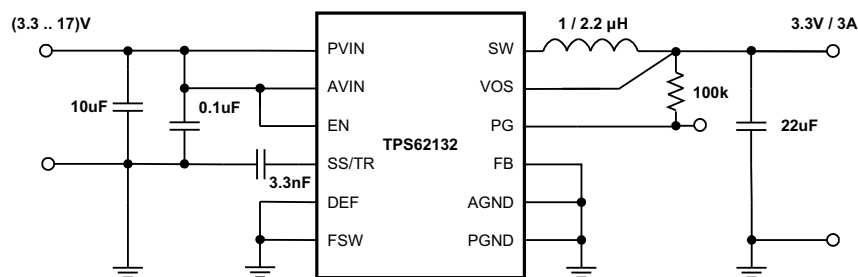 (3.3 .. 17)V
1 / 2.2 µH
3.3V / 3A
PVIN
SW
AVIN
VOS
100k
10uF
0.1uF
EN
PG
22uF
TPS62132
SS/TR
FB
3.3nF
DEF
AGND
FSW
PGND